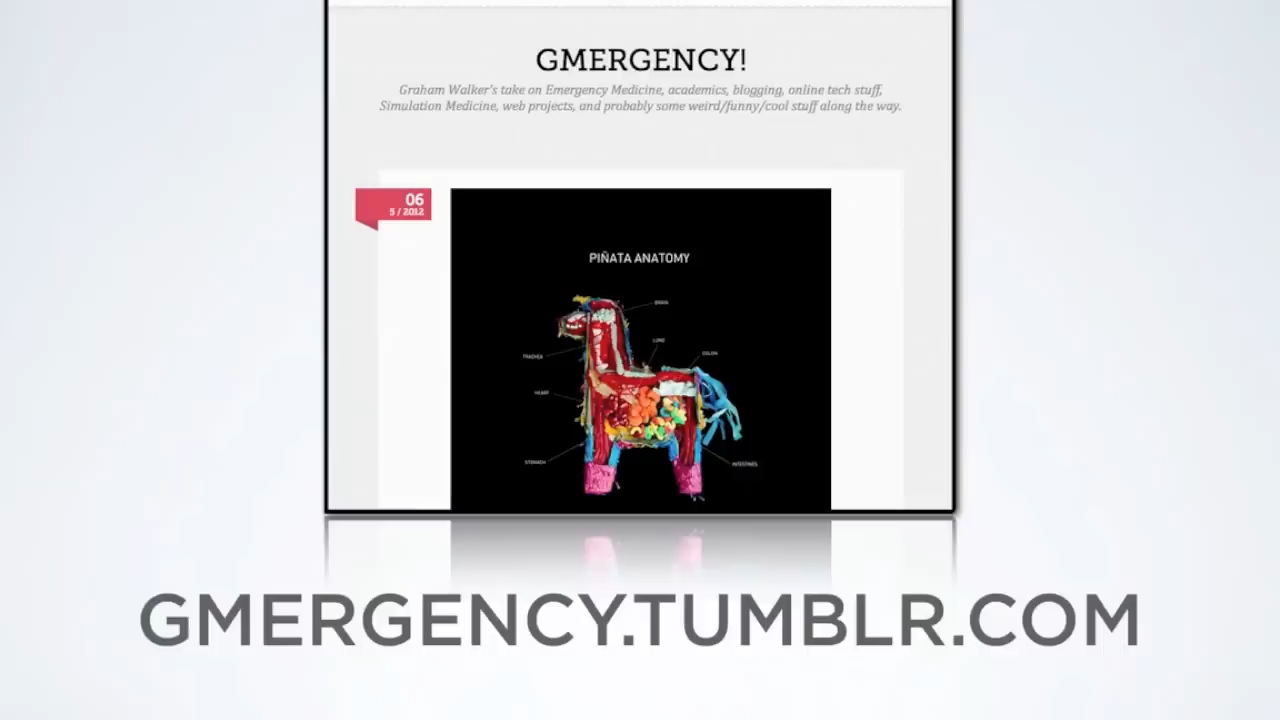 GMERGENCY!
Graham Walker's take on Emergency Medicine, academics, blogging, online tech stuff,
Simulation Medicine, web projects, and probably some weird/funny/cool stuff along the way.
06
5 / 2012
PIÑATA ANATOMY
BRAIN
LUNG
COLON
TRACHEA
HEART
STOMACH
INTESTINES
GMERGENCY.TUMBLR.COM